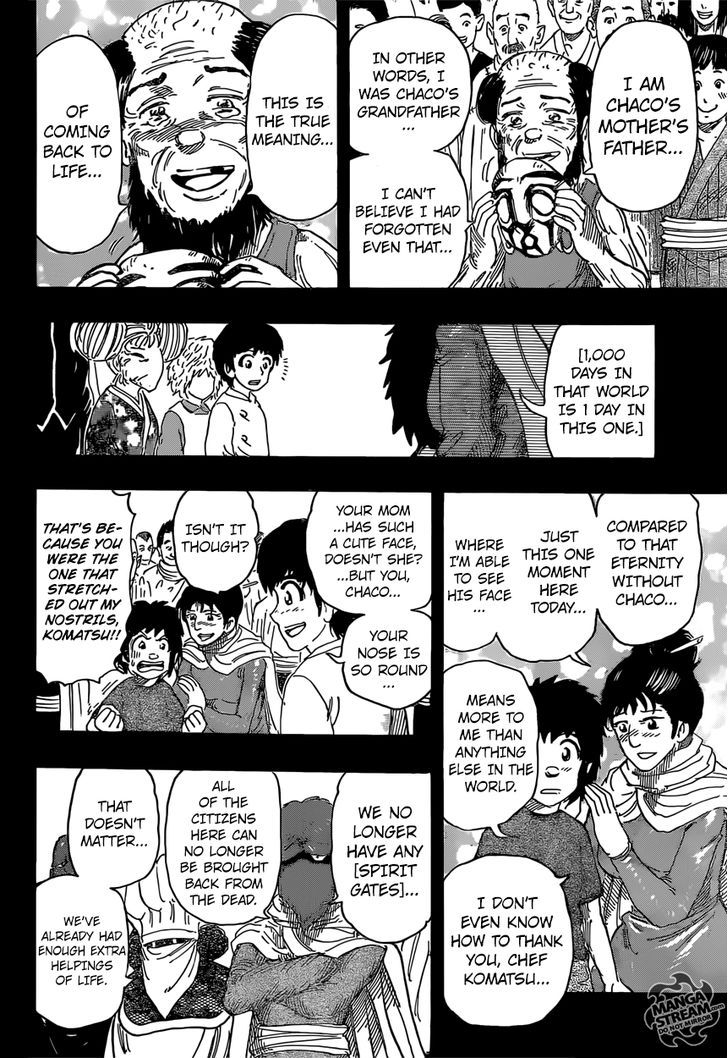 I AM
CHACO'S
MOTHER'S
FATHER...
IN OTHER
WORDS, I
WAS CHACO'S
GRANDFATHER
...
I CAN'T
BELIEVE I HAD
FORGOTTEN
EVEN THAT...
THIS IS
THE TRUE
MEANING...
OF
COMING
BACK TO
LIFE...
[1,000
DAYS IN
THAT WORLD
IS 1 DAY IN
THIS ONE.]
COMPARED
TO THAT
ETERNITY
WITHOUT
CHACO...
JUST
THIS ONE
MOMENT
HERE
TODAY...
WHERE
I'M ABLE
TO SEE
HIS FACE
...
MEANS
MORE TO
ME THAN
ANYTHING
ELSE IN THE
WORLD.
I DON'T
EVEN KNOW
HOW TO THANK
YOU, CHEF
KOMATSU...
YOUR MOM
...HAS SUCH
A CUTE FACE,
DOESN'T SHE?
...BUT YOU,
CHACO...
YOUR
NOSE IS
SO ROUND
...
ISN'T IT
THOUGH?
THAT'S BE-
CAUSE YOU
WERE THE
ONE THAT
STRETCH-
ED OUT MY
NOSTRILS,
KOMATSU!!
WE NO
LONGER
HAVE ANY
[SPIRIT
GATES]...
ALL
OF THE
CITIZENS
HERE CAN
NO LONGER
BE BROUGHT
BACK FROM
THE DEAD.
THAT
DOESN'T
MATTER...
WE'VE
ALREADY HAD
ENOUGH EXTRA
HELPINGS
OF LIFE.
MANGA
STREAM.com
DO NOT MIRROR